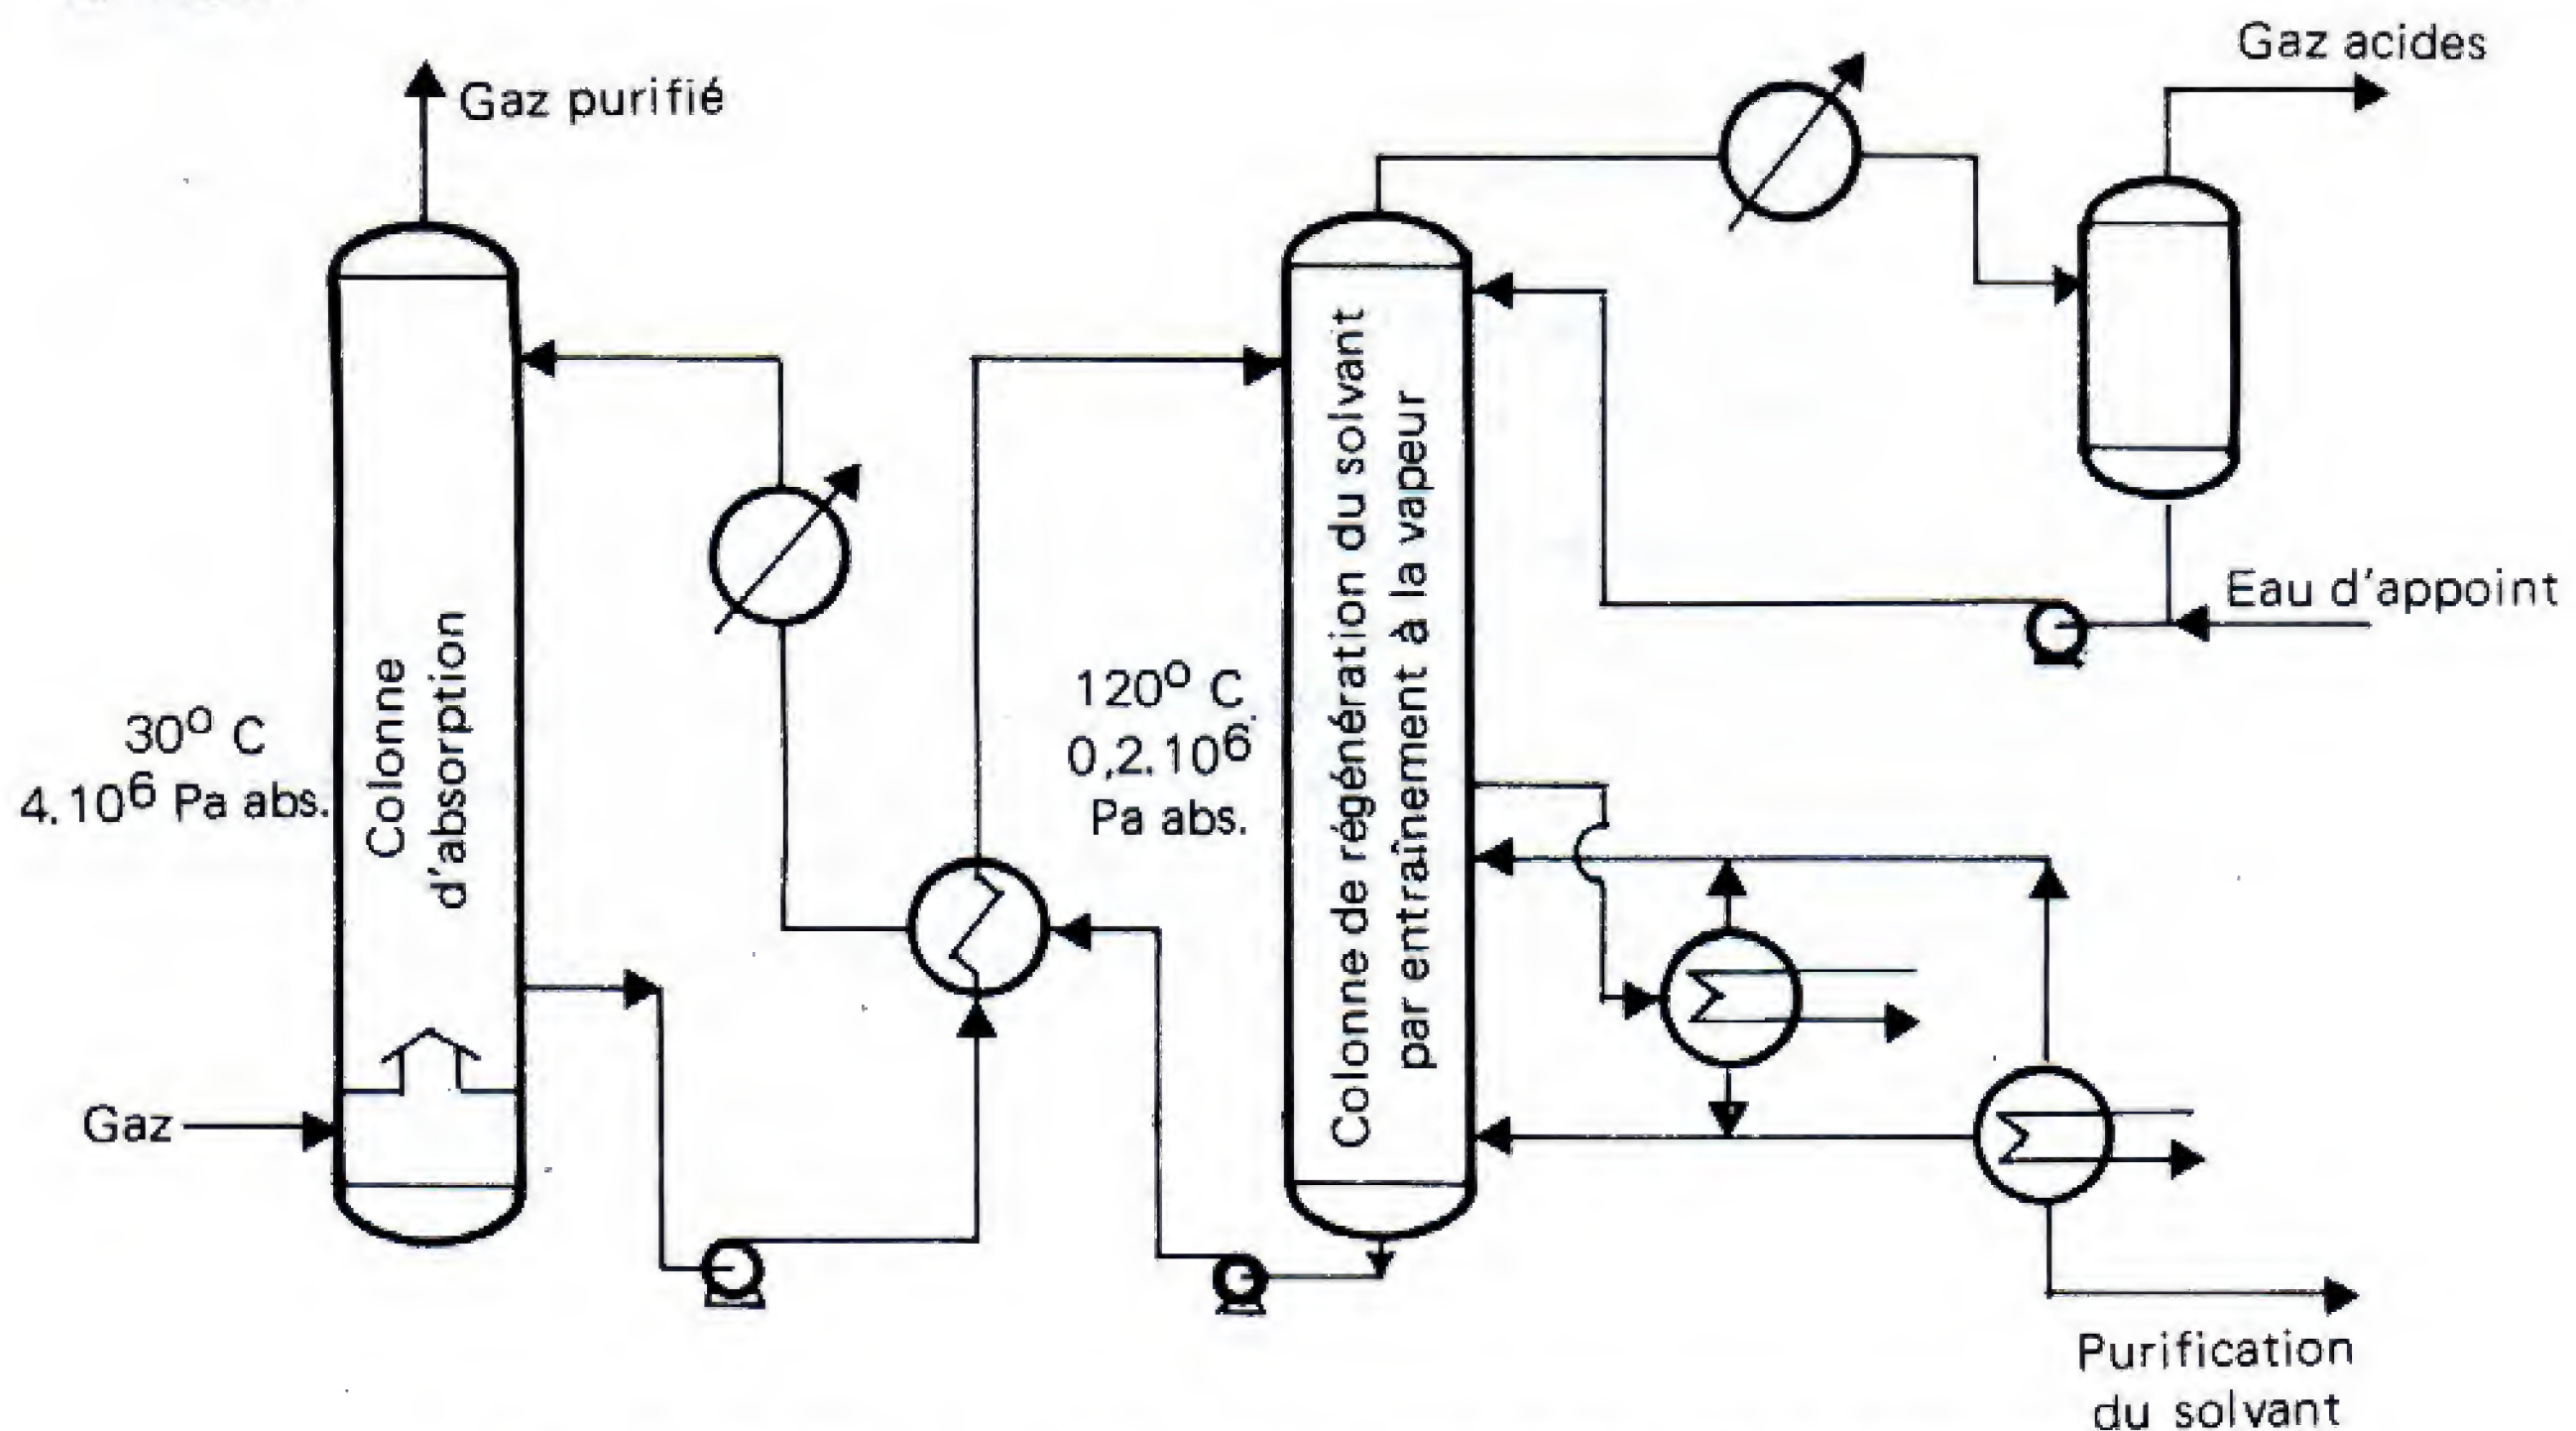 Gaz acides
Gaz purifié
Colonne de régénération du solvant
par entraînement à la vapeur
Eau d'appoint
Colonne
d'absorption
120° C
0,2.10⁶
Pa abs.
30° C
4.10⁶ Pa abs.
Gaz
Purification
du solvant